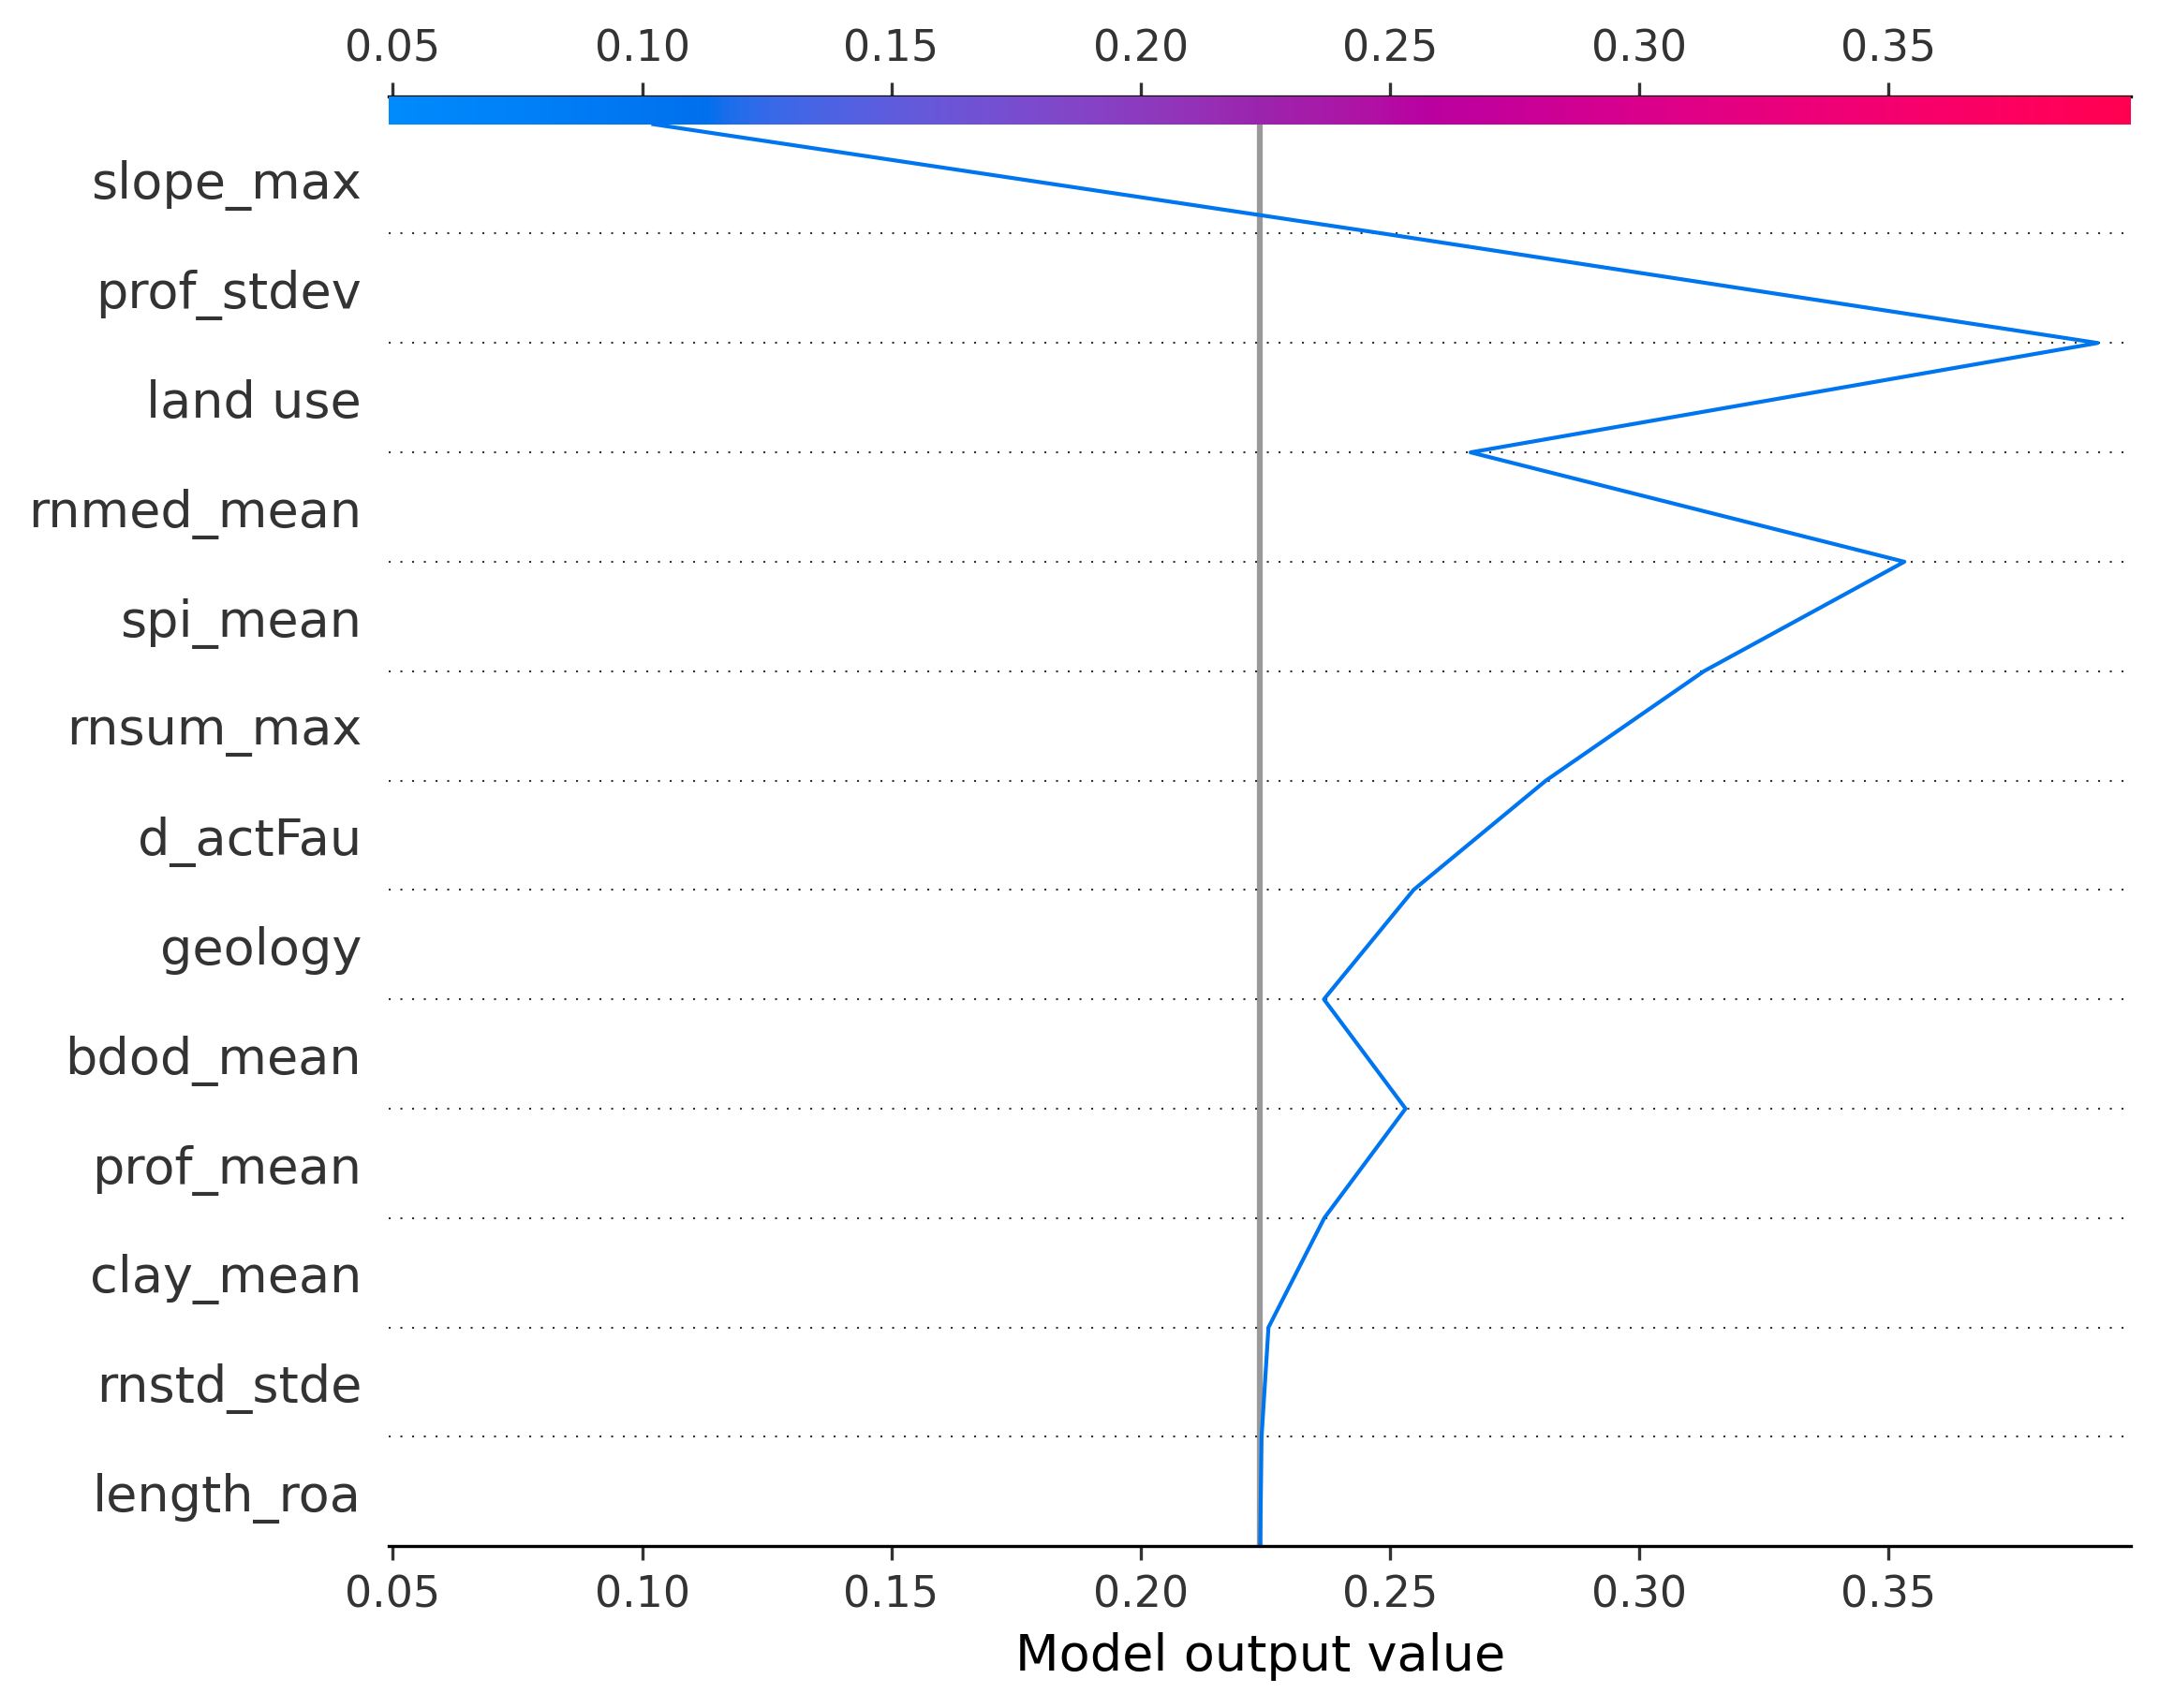 0.05 0.10 0.15 0.20 0.25 0.30 0.35
slope_max
prof_stdev
land use
rnmed_mean
spi_mean
rnsum_max
d_actFau
geology
bdod_mean
prof_mean
clay_mean
rnstd_stde
length_roa
0.05 0.10 0.15 0.20 0.25 0.30 0.35
Model output value